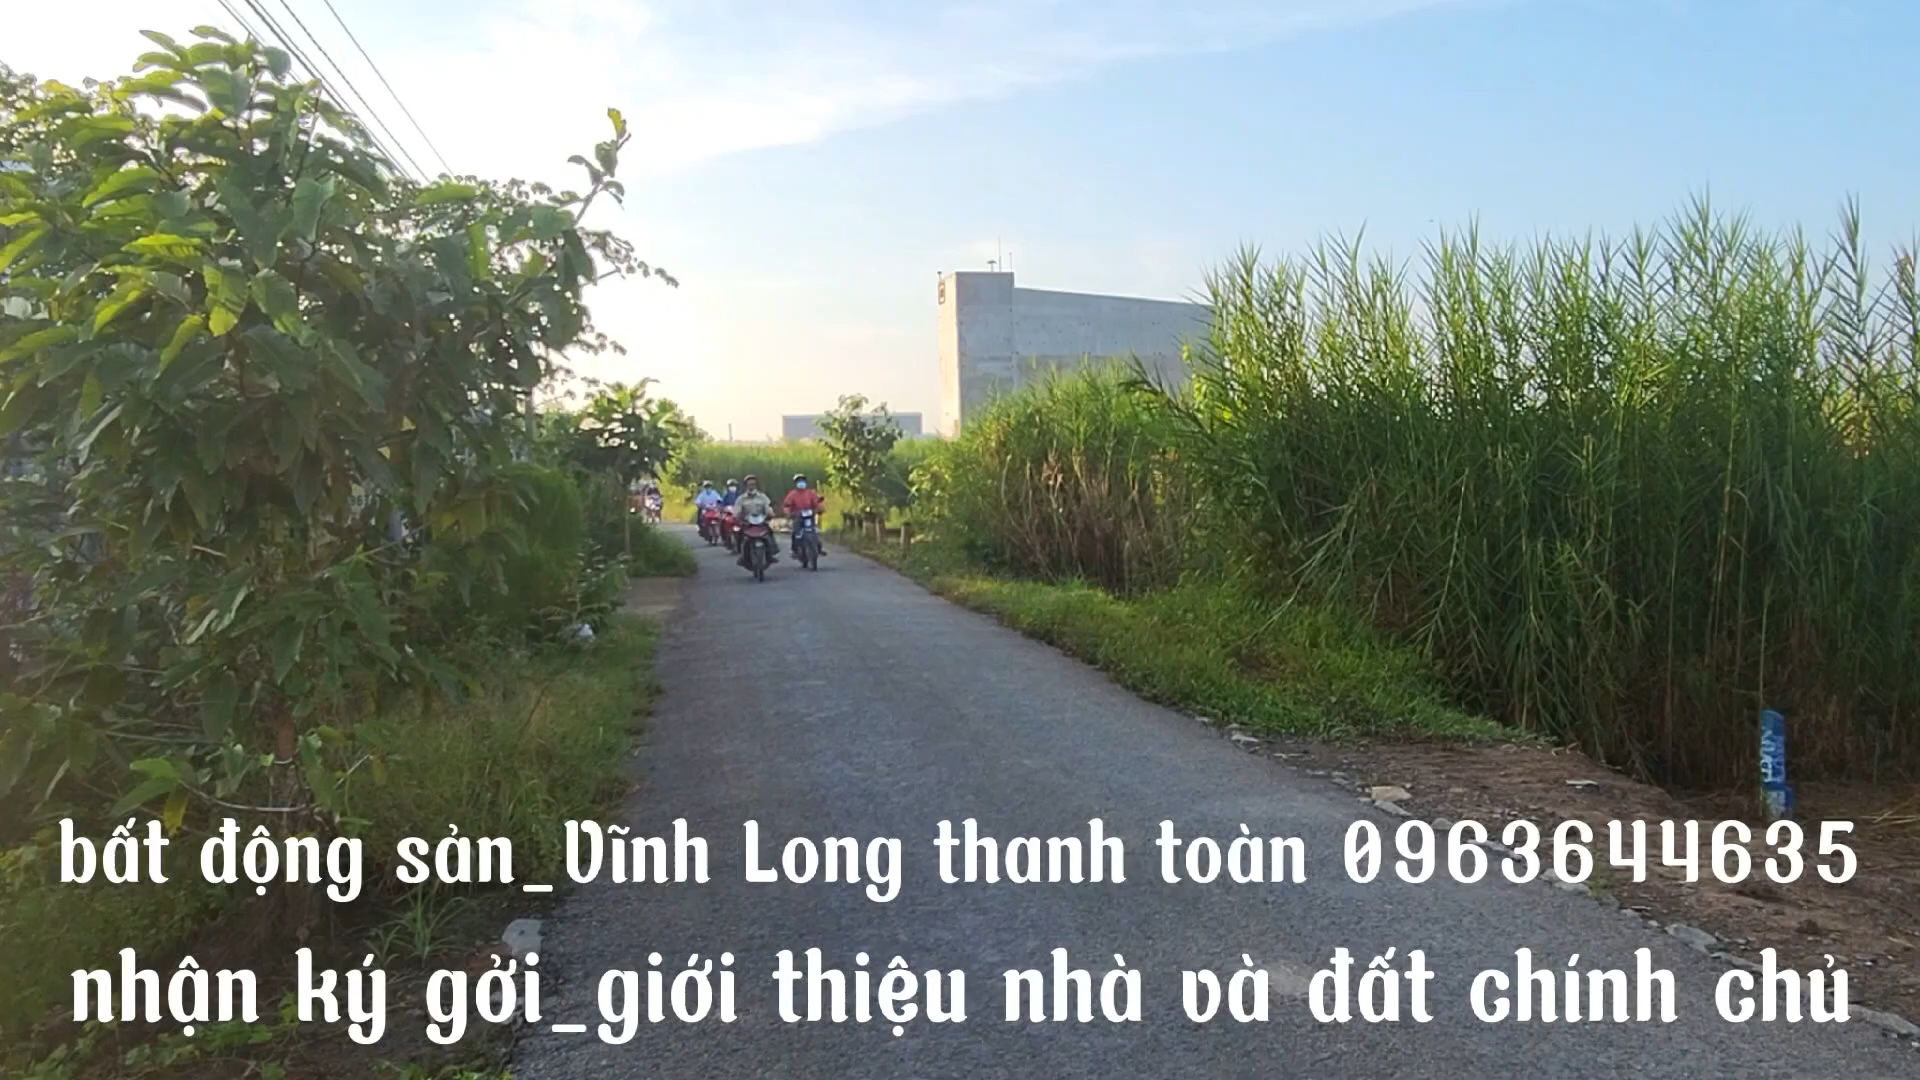 bất động sản_Vĩnh Long thanh toàn 0963644635
nhận ký gởi_giới thiệu nhà và đất chính chủ